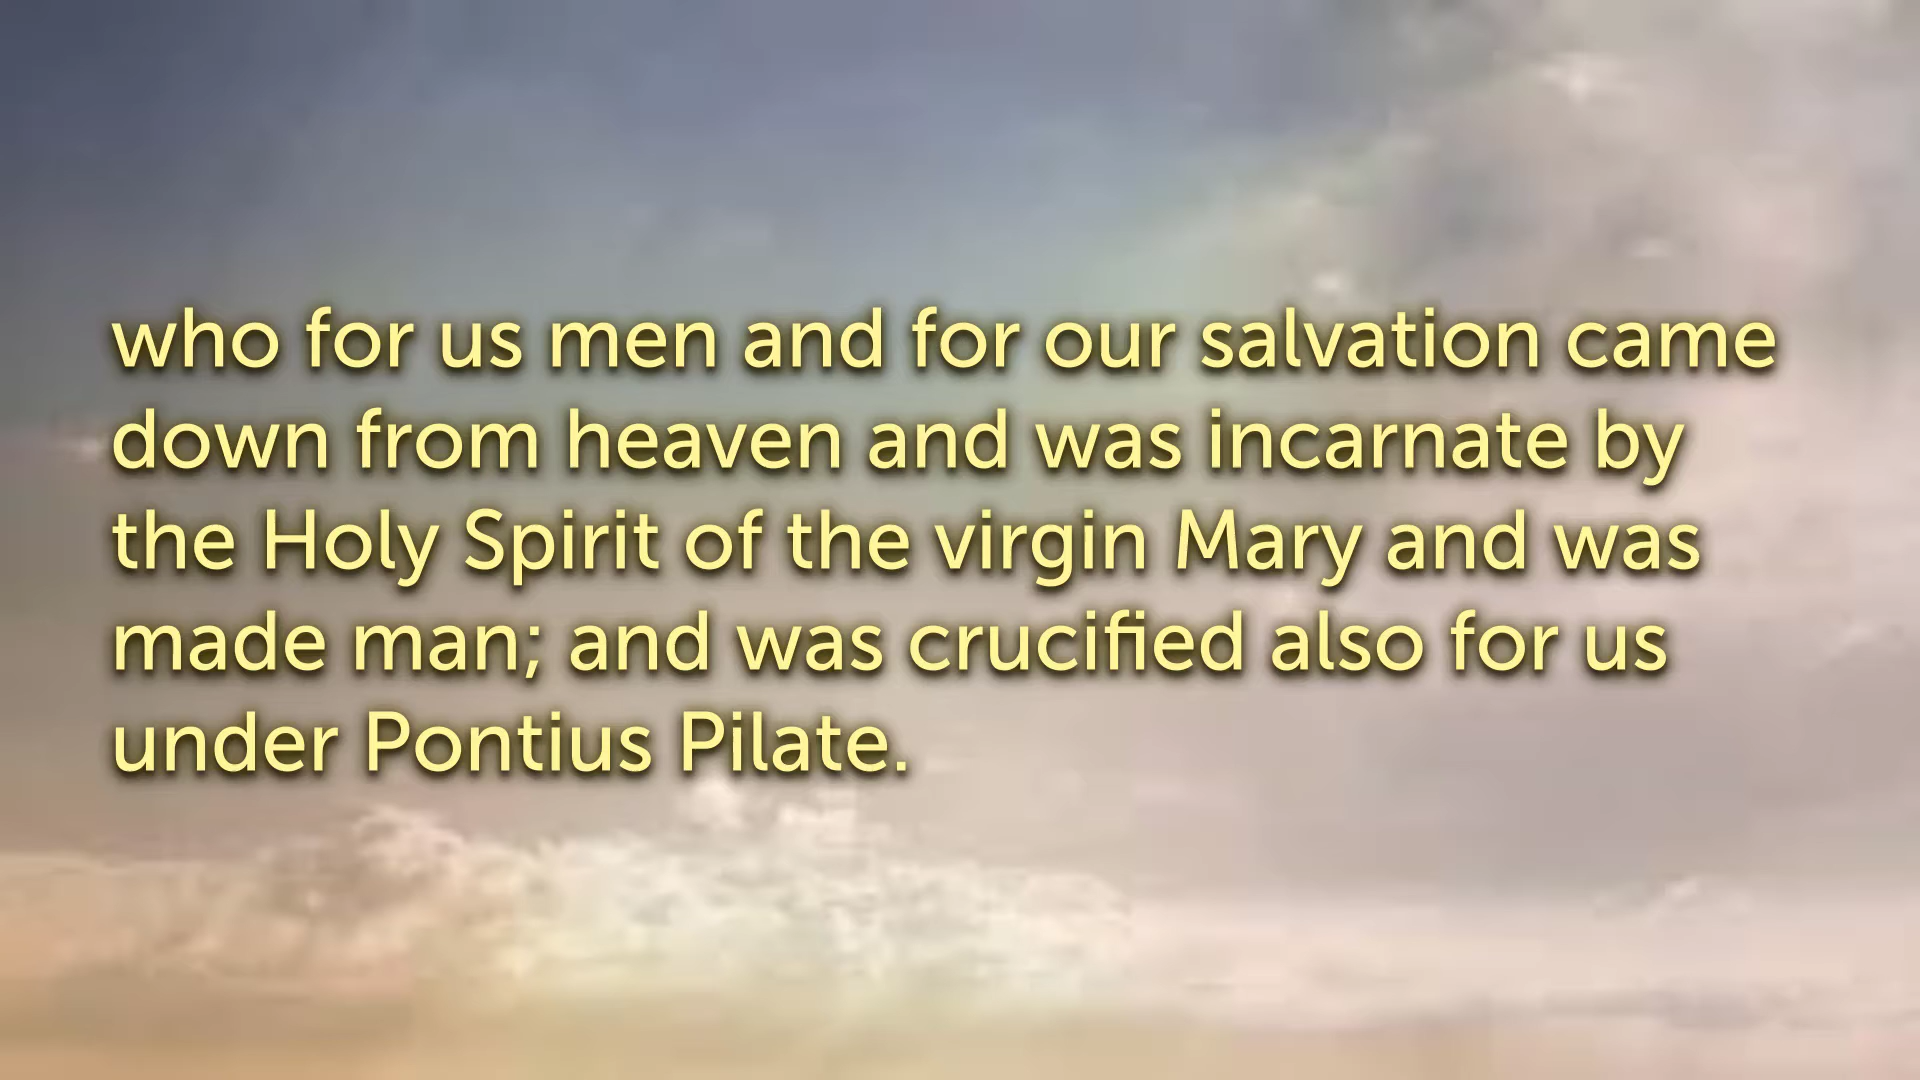 who for us men and for our salvation came
down from heaven and was incarnate by
the Holy Spirit of the virgin Mary and was
made man; and was crucified also for us
under Pontius Pilate.